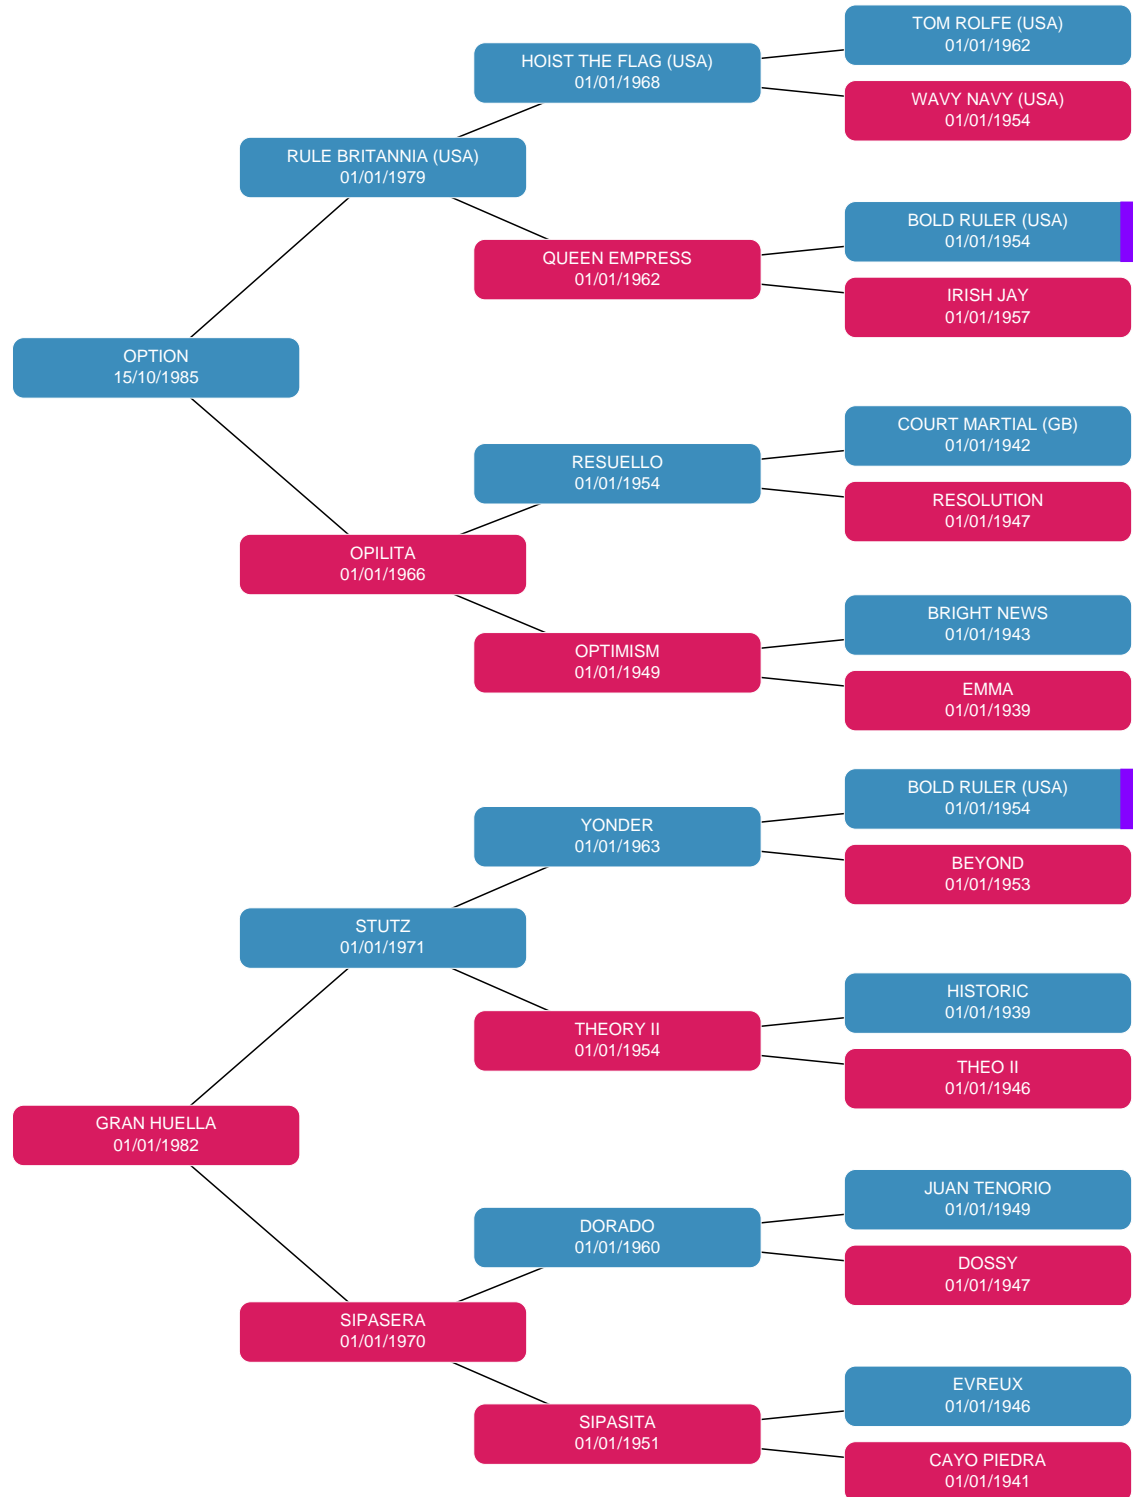 TOM ROLFE (USA)
01/01/1962
HOIST THE FLAG (USA)
01/01/1968
WAVY NAVY (USA)
01/01/1954
RULE BRITANNIA (USA)
01/01/1979
BOLD RULER (USA)
01/01/1954
QUEEN EMPRESS
01/01/1962
IRISH JAY
01/01/1957
OPTION
15/10/1985
COURT MARTIAL (GB)
01/01/1942
RESUELLO
01/01/1954
RESOLUTION
01/01/1947
OPILITA
01/01/1966
BRIGHT NEWS
01/01/1943
OPTIMISM
01/01/1949
EMMA
01/01/1939
BOLD RULER (USA)
01/01/1954
YONDER
01/01/1963
BEYOND
01/01/1953
STUTZ
01/01/1971
HISTORIC
01/01/1939
THEORY II
01/01/1954
THEO II
01/01/1946
GRAN HUELLA
01/01/1982
JUAN TENORIO
01/01/1949
DORADO
01/01/1960
DOSSY
01/01/1947
SIPASERA
01/01/1970
EVREUX
01/01/1946
SIPASITA
01/01/1951
CAYO PIEDRA
01/01/1941